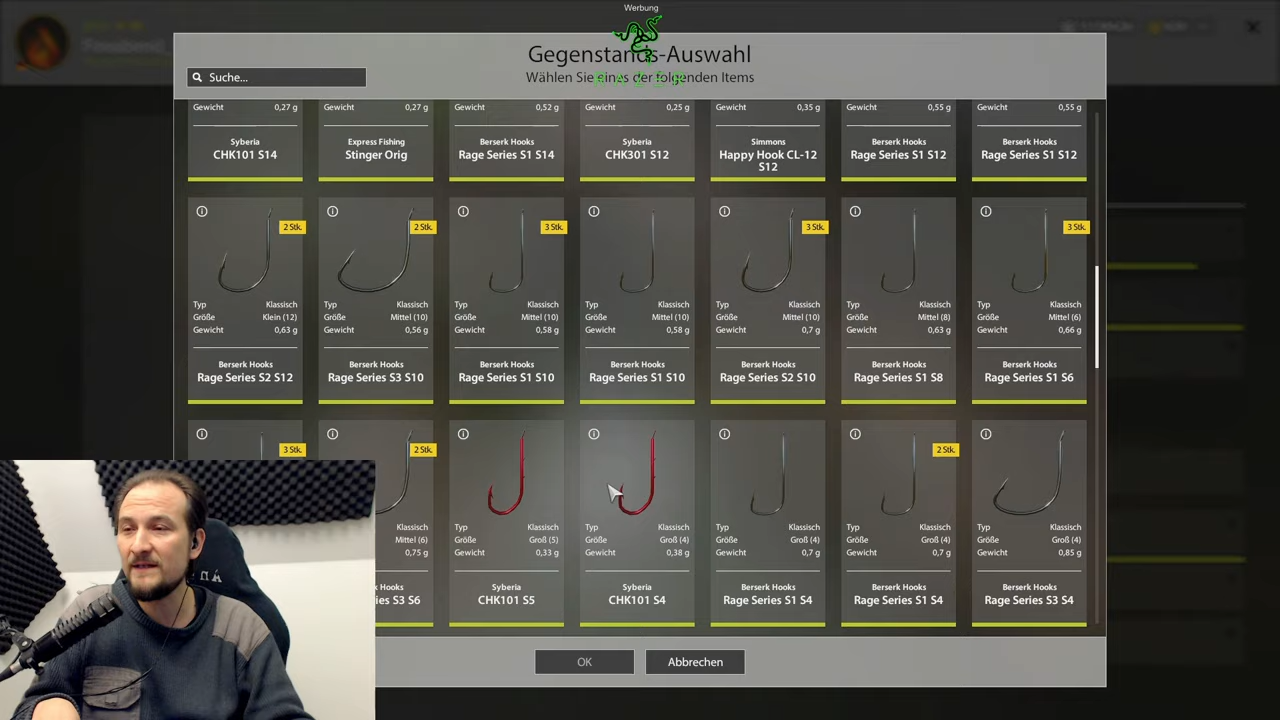 Werbung
Gegenstands-Auswahl
Suche...
Wählen Sie eines der folgenden Items
RAZER
Gewicht 0,27 g
Gewicht 0,27 g
Gewicht 0,52 g
Gewicht 0,25 g
Gewicht 0,35 g
Gewicht 0,55 g
Gewicht 0,55 g
Syberia
CHK101 S14
Express Fishing
Stinger Orig
Berserk Hooks
Rage Series S1 S14
Syberia
CHK301 S12
Simmons
Happy Hook CL-12
S12
Berserk Hooks
Rage Series S1 S12
Berserk Hooks
Rage Series S1 S12
2 Stk.
Typ Klassisch
Größe Klein (12)
Gewicht 0,63 g
Berserk Hooks
Rage Series S2 S12
2 Stk.
Typ Klassisch
Größe Mittel (10)
Gewicht 0,56 g
Berserk Hooks
Rage Series S3 S10
3 Stk.
Typ Klassisch
Größe Mittel (10)
Gewicht 0,58 g
Berserk Hooks
Rage Series S1 S10
Typ Klassisch
Größe Mittel (10)
Gewicht 0,58 g
Berserk Hooks
Rage Series S1 S10
3 Stk.
Typ Klassisch
Größe Mittel (10)
Gewicht 0,7 g
Berserk Hooks
Rage Series S2 S10
Typ Klassisch
Größe Mittel (8)
Gewicht 0,63 g
Berserk Hooks
Rage Series S1 S8
3 Stk.
Typ Klassisch
Größe Mittel (6)
Gewicht 0,66 g
Berserk Hooks
Rage Series S1 S6
3 Stk.
2 Stk.
Klassisch
Mittel (6)
0,75 g
k Hooks
ies S3 S6
Typ Klassisch
Größe Groß (5)
Gewicht 0,33 g
Syberia
CHK101 S5
Typ Klassisch
Größe Groß (4)
Gewicht 0,38 g
Syberia
CHK101 S4
Typ Klassisch
Größe Groß (4)
Gewicht 0,7 g
Berserk Hooks
Rage Series S1 S4
2 Stk.
Typ Klassisch
Größe Groß (4)
Gewicht 0,7 g
Berserk Hooks
Rage Series S1 S4
Typ Klassisch
Größe Groß (4)
Gewicht 0,85 g
Berserk Hooks
Rage Series S3 S4
OK
Abbrechen